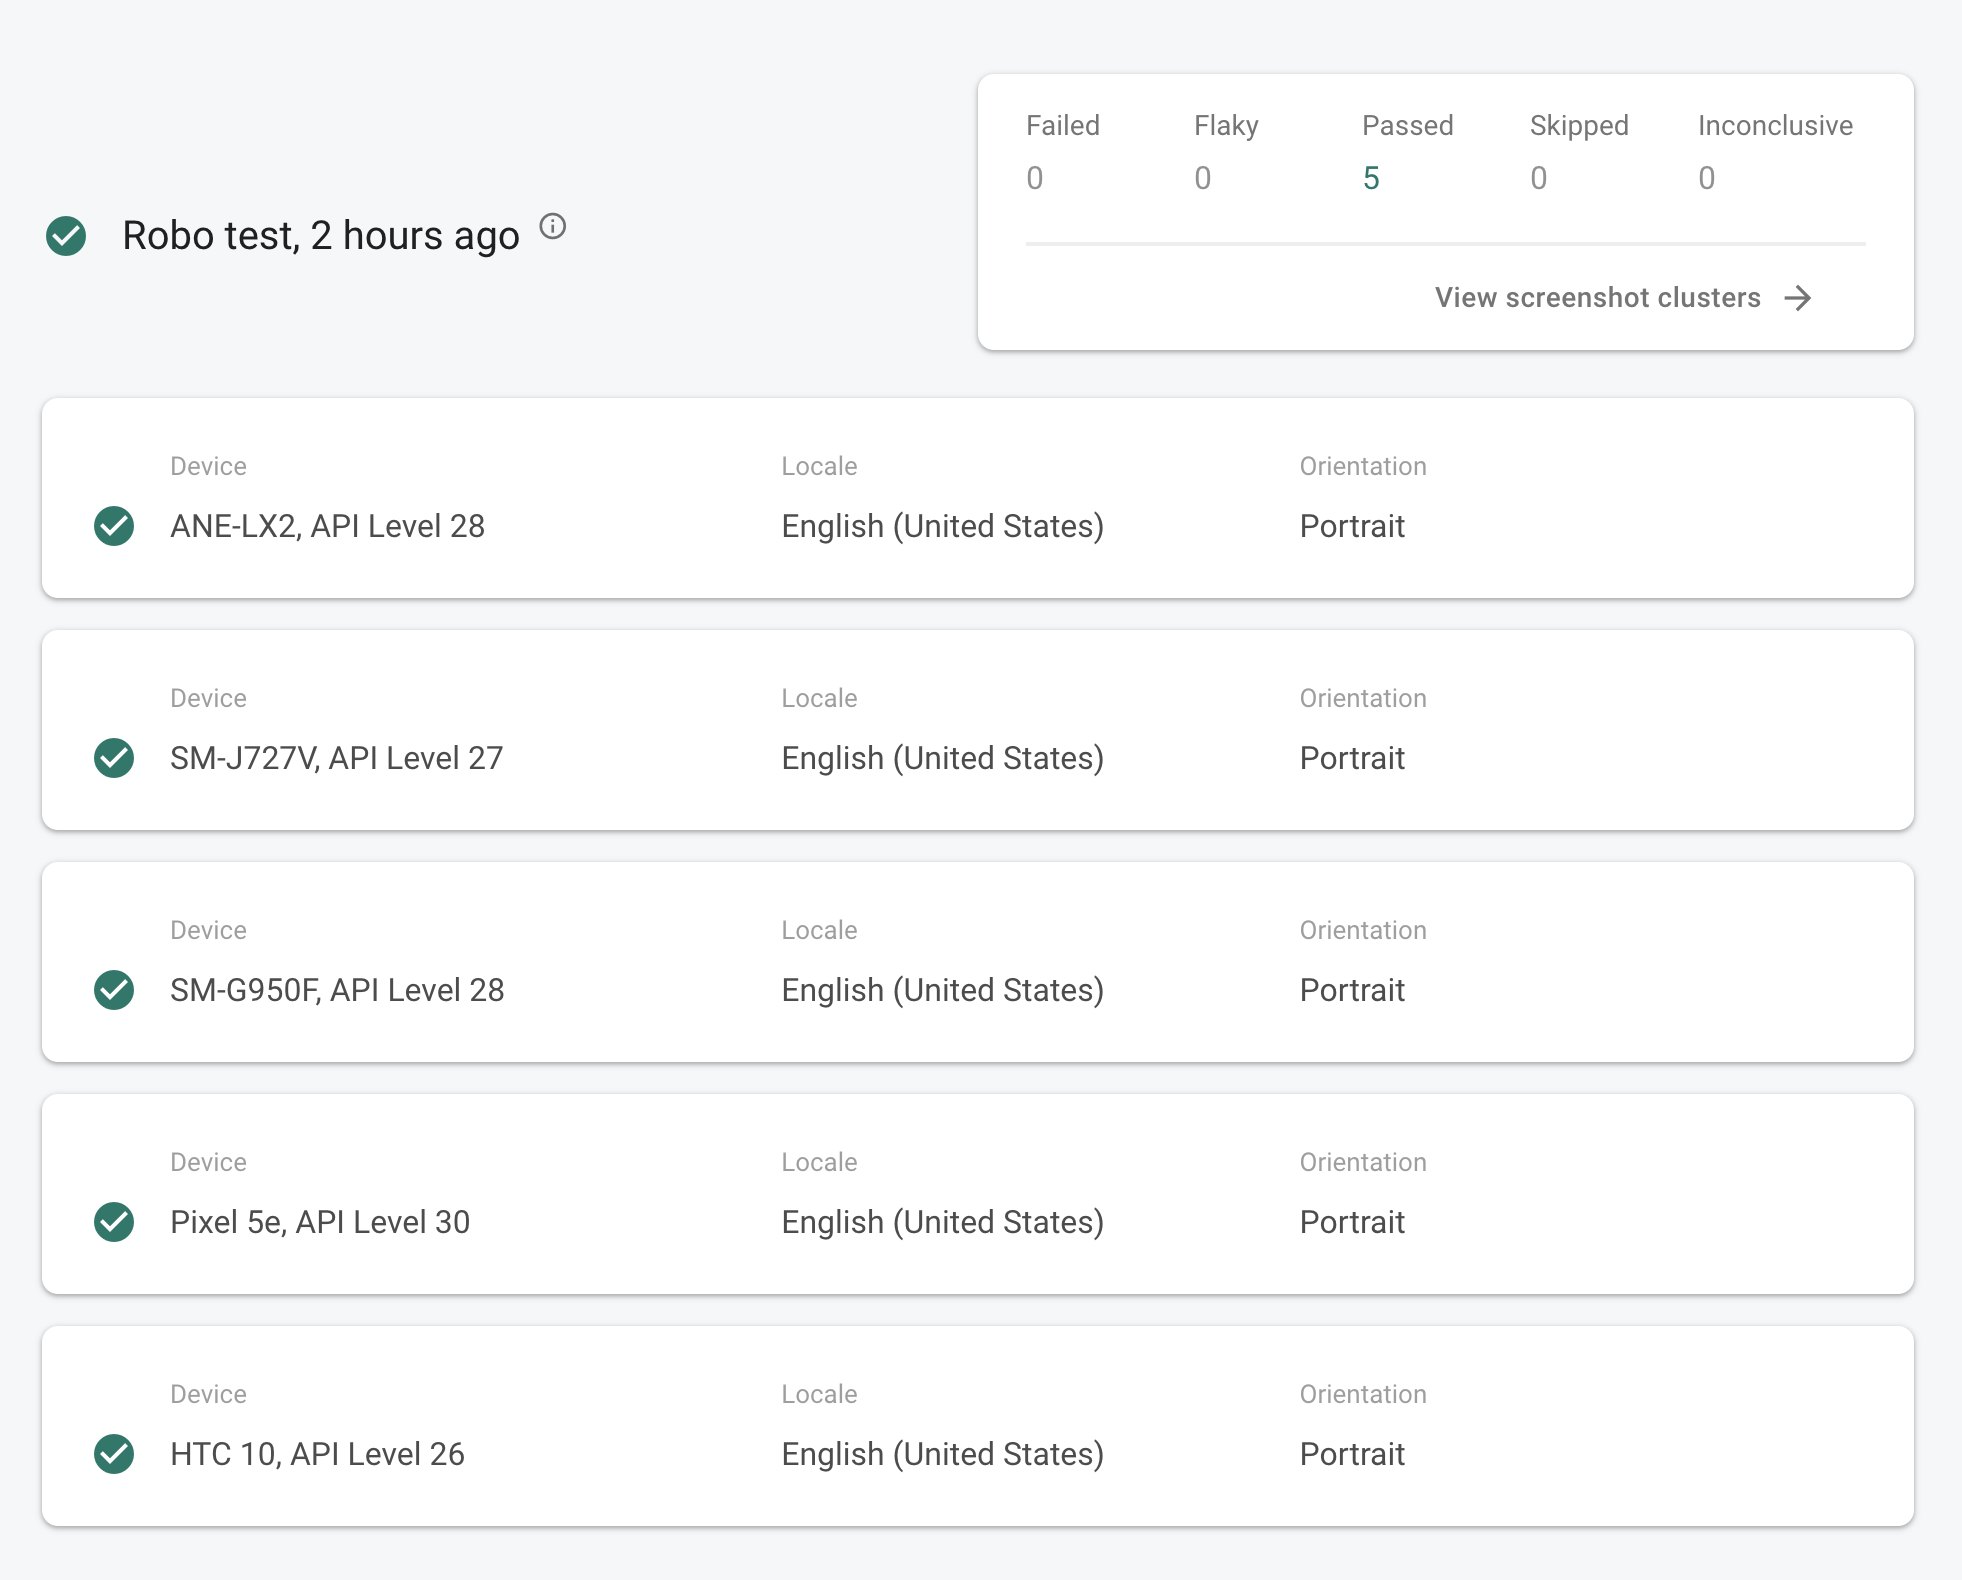 Failed Flaky Passed Skipped Inconclusive
0 0 5 0 0
Robo test, 2 hours ago
View screenshot clusters
Device Locale Orientation
ANE-LX2, API Level 28 English (United States) Portrait
Device Locale Orientation
SM-J727V, API Level 27 English (United States) Portrait
Device Locale Orientation
SM-G950F, API Level 28 English (United States) Portrait
Device Locale Orientation
Pixel 5e, API Level 30 English (United States) Portrait
Device Locale Orientation
HTC 10, API Level 26 English (United States) Portrait